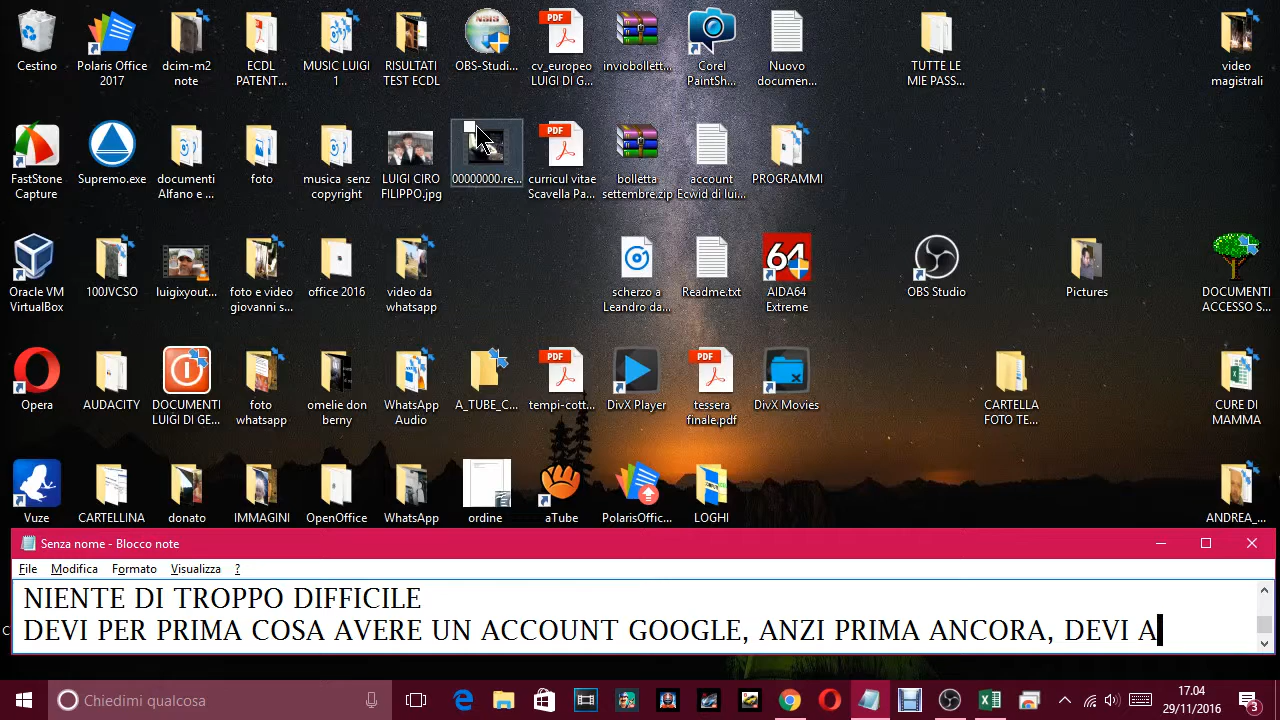 Cestino
Polaris Office
2017
dcim-m2
note
ECDL
PATENT...
MUSIC LUIGI
1
RISULTATI
TEST ECDL
NSIS
OBS-Studi...
PDF
cv_europeo
LUIGI DI G...
inviobollett...
Corel
PaintSh...
Nuovo
documen...
TUTTE LE
MIE PASS...
video
magistrali
FastStone
Capture
Supremo.exe
documenti
Alfano e ...
foto
musica senz
copyright
LUIGI CIRO
FILIPPO.jpg
00000000.re...
PDF
curricul vitae
Scavella Pa...
bolletta
settembre.zip
account
Ecwid di lui...
PROGRAMMI
Oracle VM
VirtualBox
100JVCSO
luigixyout...
foto e video
giovanni s...
office 2016
video da
whatsapp
scherzo a
Leandro da...
Readme.txt
64
AIDA64
Extreme
OBS Studio
Pictures
DOCUMENTI
ACCESSO S...
Opera
AUDACITY
DOCUMENTI
LUIGI DI GE...
foto
whatsapp
omelie don
berny
WhatsApp
Audio
A_TUBE_C...
PDF
tempi-cott...
DivX Player
PDF
tessera
finale.pdf
DivX Movies
CARTELLA
FOTO TE...
CURE DI
MAMMA
Vuze
CARTELLINA
donato
IMMAGINI
OpenOffice
WhatsApp
ordine
aTube
PolarisOffic...
LOGHI
ANDREA_...
Senza nome - Blocco note
File Modifica Formato Visualizza ?
NIENTE DI TROPPO DIFFICILE
DEVI PER PRIMA COSA AVERE UN ACCOUNT GOOGLE, ANZI PRIMA ANCORA, DEVI A
Chiedimi qualcosa
17.04
29/11/2016
3